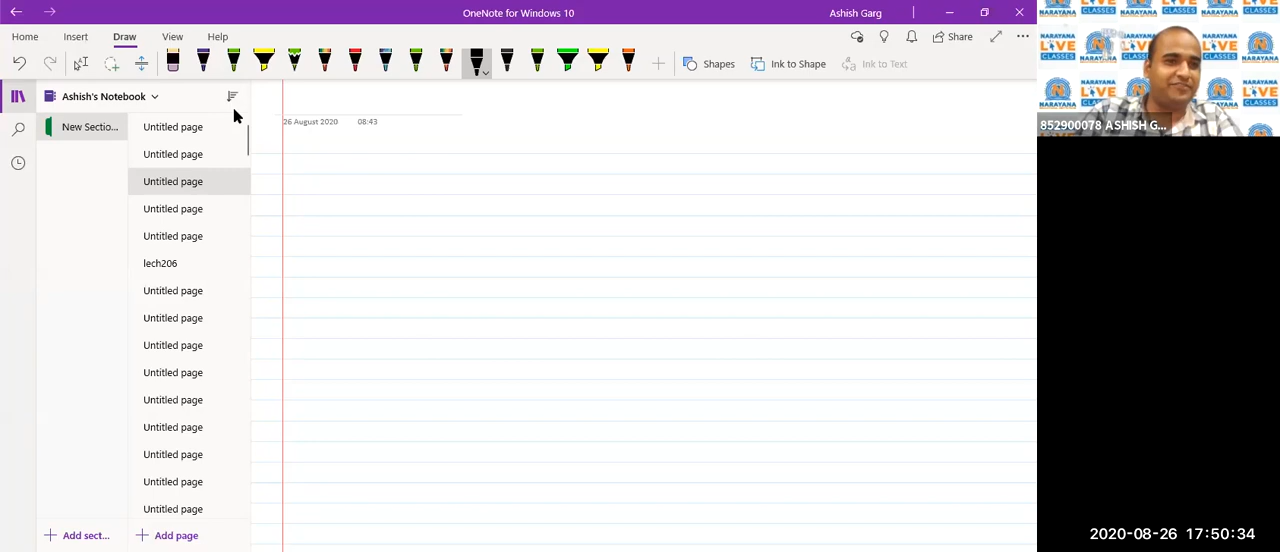 OneNote for Windows 10
Ashish Garg
Home
Insert
Draw
View
Help
Share
Shapes
Ink to Shape
Ink to Text
Ashish's Notebook
New Sectio...
Untitled page
Untitled page
Untitled page
Untitled page
Untitled page
lech206
Untitled page
Untitled page
Untitled page
Untitled page
Untitled page
Untitled page
Untitled page
Untitled page
Untitled page
Add sect...
Add page
26 August 2020 08:43
NARAYANA
LIVE
CLASSES
852900078 ASHISH G...
2020-08-26 17:50:34